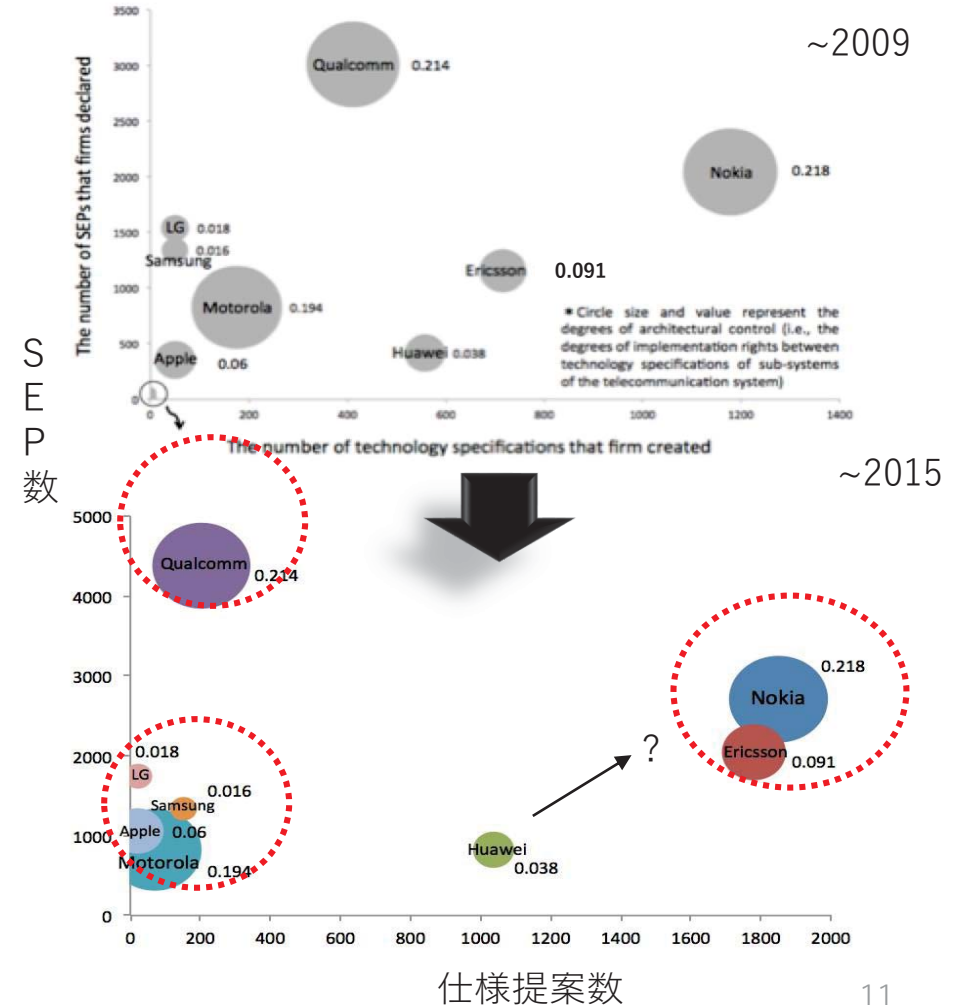 ~2009
The number of SEPs that firms declared
3500
3000
2500
2000
1500
1000
500
0
Qualcomm 0.214
Nokia 0.218
LG 0.018
0.016
Samsung
Ericsson 0.091
Motorola 0.194
Apple 0.06
Huawei 0.038
* Circle size and value represent the
degrees of architectural control (i.e., the
degrees of implementation rights between
technology specifications of sub-systems
of the telecommunication system)
0 200 400 600 800 1000 1200 1400
The number of technology specifications that firm created
SEP数
~2015
5000
4000
3000
2000
1000
0
Qualcomm
0.214
0.218
Nokia
Ericsson
0.091
?
0.018
LG
0.016
Samsung
Apple 0.06
Motorola
0.194
Huawei
0.038
0 200 400 600 800 1000 1200 1400 1600 1800 2000
仕様提案数
11